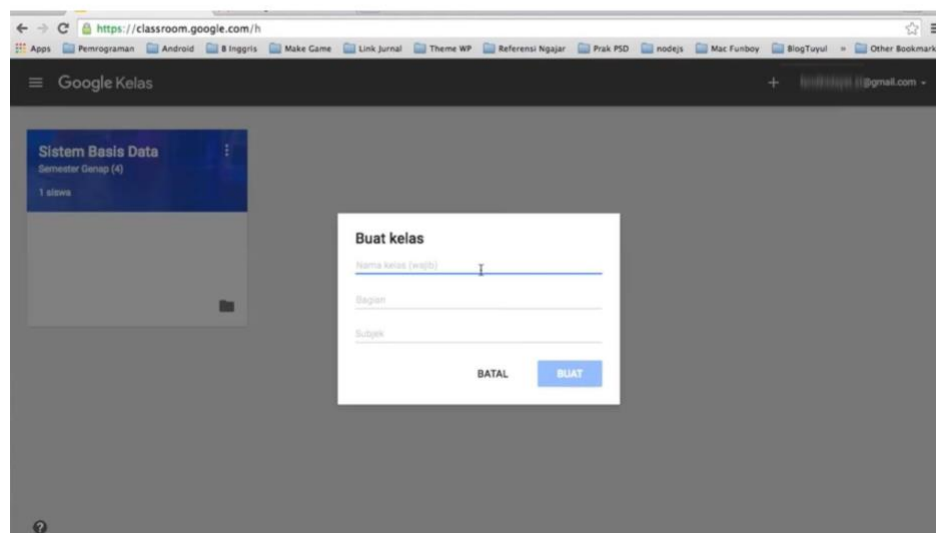 https://classroom.google.com/h
Apps Pemrograman Android B Inggris Make Game Link Jurnal Theme WP Referensi Ngajar Prak PSD nodejs Mac Funboy BlogTuyul » Other Bookmark
Google Kelas
+ @gmail.com
Sistem Basis Data
Semester Genap (4)
1 siswa
Buat kelas
Nama kelas (wajib)
Bagian
Subjek
BATAL BUAT
?